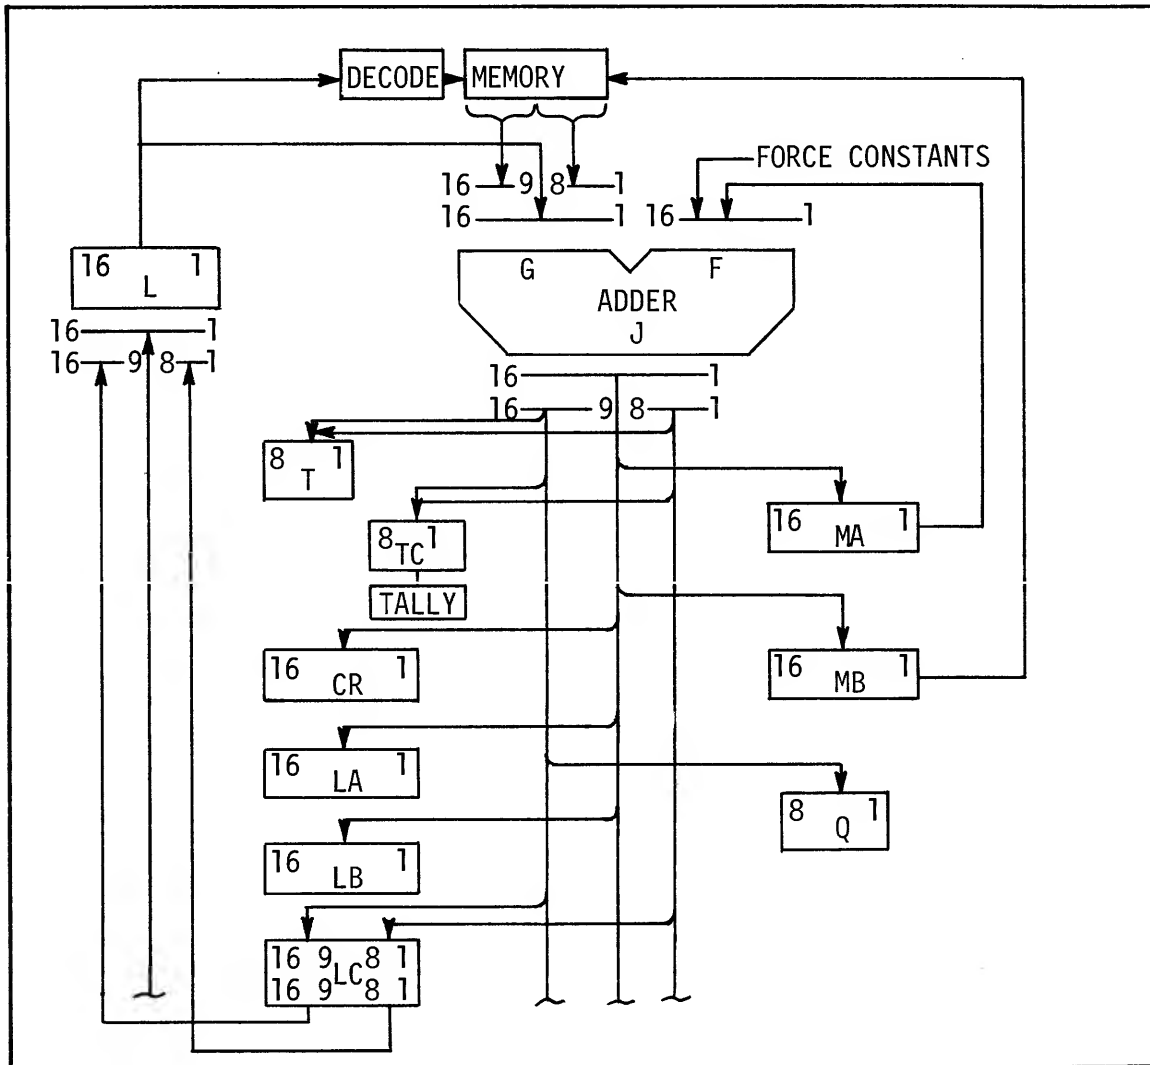 DECODE MEMORY
FORCE CONSTANTS
16 9 8 1
16 1 16 1
16 1
L
G F
ADDER
J
16 1
16 9 8 1
16 1
16 9 8 1
8 1
T
16 1
MA
8 1
TC
TALLY
16 1
CR
16 1
MB
16 1
LA
8 1
Q
16 1
LB
16 9 8 1
LC
16 9 8 1